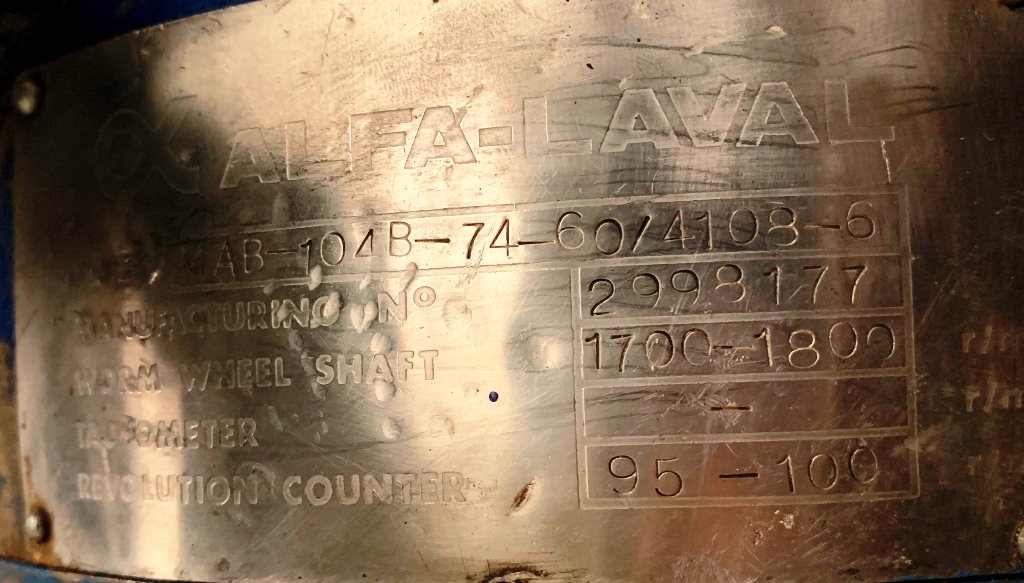 ALFA-LAVAL
MAB-104B-74-60/4108-6
MANUFACTURING Nº 2998177
WORM WHEEL SHAFT 1700-1800 r/m
TACHOMETER - r/m
REVOLUTION COUNTER 95-100 r/